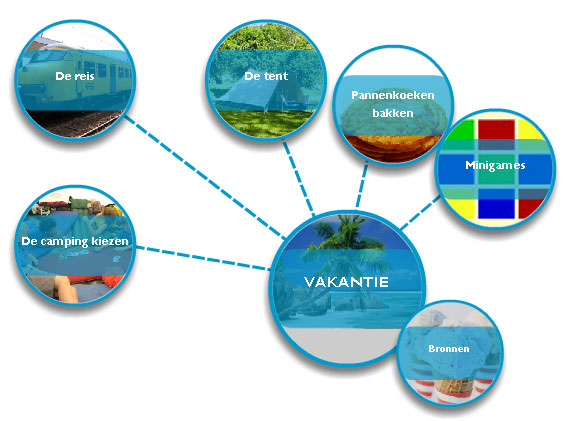 De reis
De tent
Pannenkoeken
bakken
Minigames
De camping kiezen
VAKANTIE
Bronnen